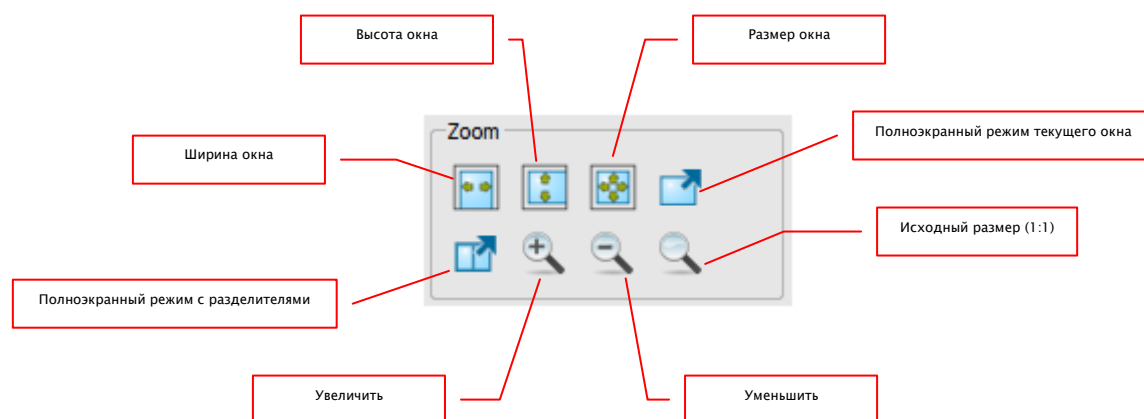 Высота окна
Размер окна
Zoom
Полноэкранный режим текущего окна
Ширина окна
Исходный размер (1:1)
Полноэкранный режим с разделителями
Увеличить
Уменьшить